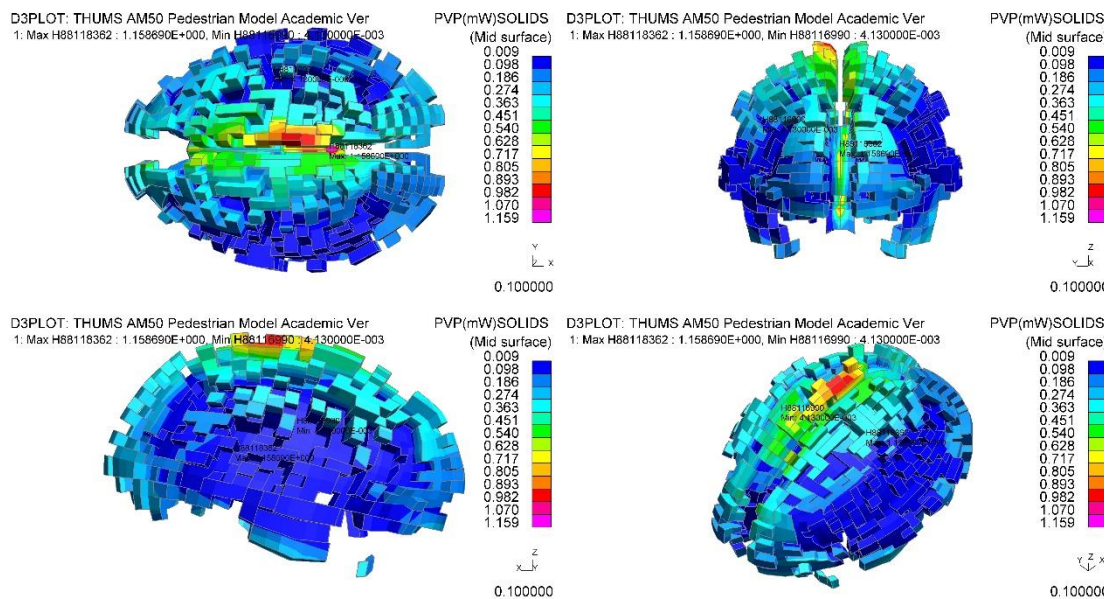 D3PLOT: THUMS AM50 Pedestrian Model Academic Ver
PVP(mW)SOLIDS
1: Max H88118362 : 1.158690E+000, Min H88116990 : 4.130000E-003
(Mid surface)
0.009
0.098
0.186
0.274
0.363
0.451
0.540
0.628
0.717
0.805
0.893
0.982
1.070
1.159
H88118362
Y
Z X
0.100000
D3PLOT: THUMS AM50 Pedestrian Model Academic Ver
PVP(mW)SOLIDS
1: Max H88118362 : 1.158690E+000, Min H88116990 : 4.130000E-003
(Mid surface)
0.009
0.098
0.186
0.274
0.363
0.451
0.540
0.628
0.717
0.805
0.893
0.982
1.070
1.159
H88118362
Z
Y X
0.100000
D3PLOT: THUMS AM50 Pedestrian Model Academic Ver
PVP(mW)SOLIDS
1: Max H88118362 : 1.158690E+000, Min H88116990 : 4.130000E-003
(Mid surface)
0.009
0.098
0.186
0.274
0.363
0.451
0.540
0.628
0.717
0.805
0.893
0.982
1.070
1.159
Z
X Y
0.100000
D3PLOT: THUMS AM50 Pedestrian Model Academic Ver
PVP(mW)SOLIDS
1: Max H88118362 : 1.158690E+000, Min H88116990 : 4.130000E-003
(Mid surface)
0.009
0.098
0.186
0.274
0.363
0.451
0.540
0.628
0.717
0.805
0.893
0.982
1.070
1.159
H88116990
Min: 4.130000E-003
Z
Y X
0.100000